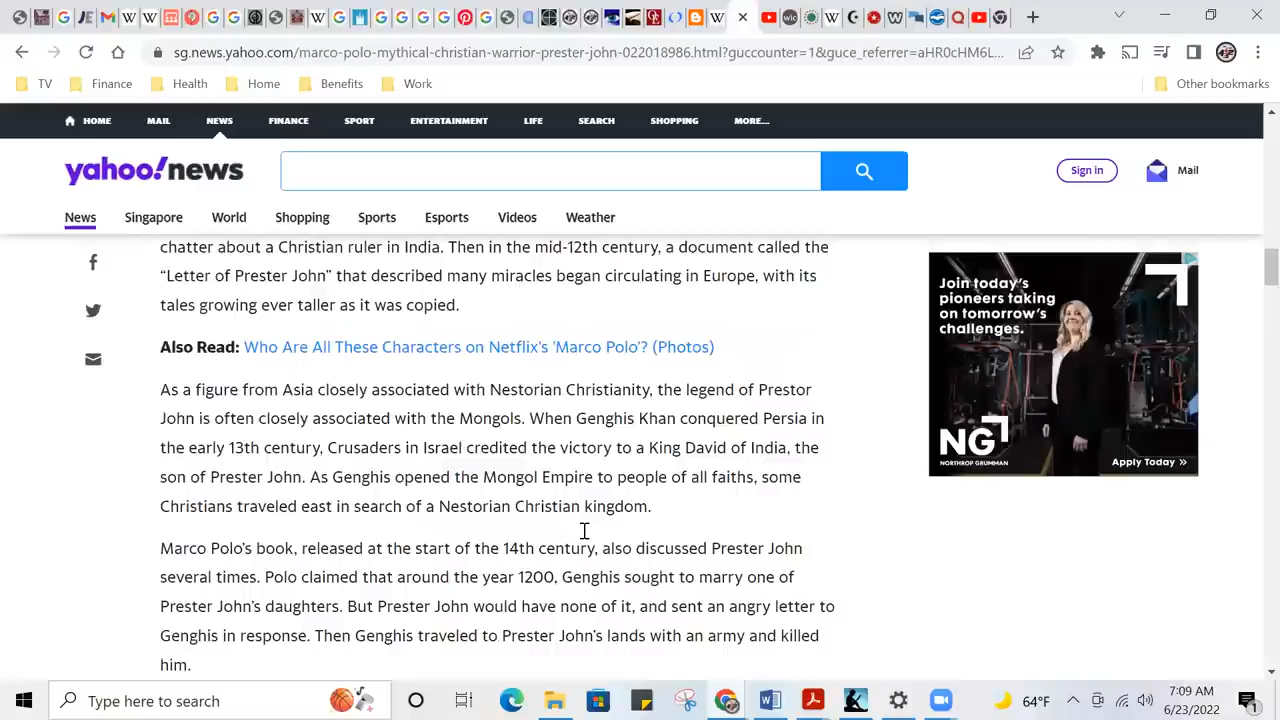 sg.news.yahoo.com/marco-polo-mythical-christian-warrior-prester-john-022018986.html?guccounter=1&guce_referrer=aHR0cHM6L...
TV Finance Health Home Benefits Work Other bookmarks
HOME MAIL NEWS FINANCE SPORT ENTERTAINMENT LIFE SEARCH SHOPPING MORE...
yahoo!news Sign in Mail
News Singapore World Shopping Sports Esports Videos Weather
chatter about a Christian ruler in India. Then in the mid-12th century, a document called the
“Letter of Prester John” that described many miracles began circulating in Europe, with its
tales growing ever taller as it was copied.
Also Read: Who Are All These Characters on Netflix's 'Marco Polo'? (Photos)
As a figure from Asia closely associated with Nestorian Christianity, the legend of Prestor
John is often closely associated with the Mongols. When Genghis Khan conquered Persia in
the early 13th century, Crusaders in Israel credited the victory to a King David of India, the
son of Prester John. As Genghis opened the Mongol Empire to people of all faiths, some
Christians traveled east in search of a Nestorian Christian kingdom.
Marco Polo's book, released at the start of the 14th century, also discussed Prester John
several times. Polo claimed that around the year 1200, Genghis sought to marry one of
Prester John's daughters. But Prester John would have none of it, and sent an angry letter to
Genghis in response. Then Genghis traveled to Prester John's lands with an army and killed
him.
Join today's
pioneers taking
on tomorrow's
challenges.
NG
NORTHROP GRUMMAN
Apply Today »
Type here to search
64°F
7:09 AM
6/23/2022
1